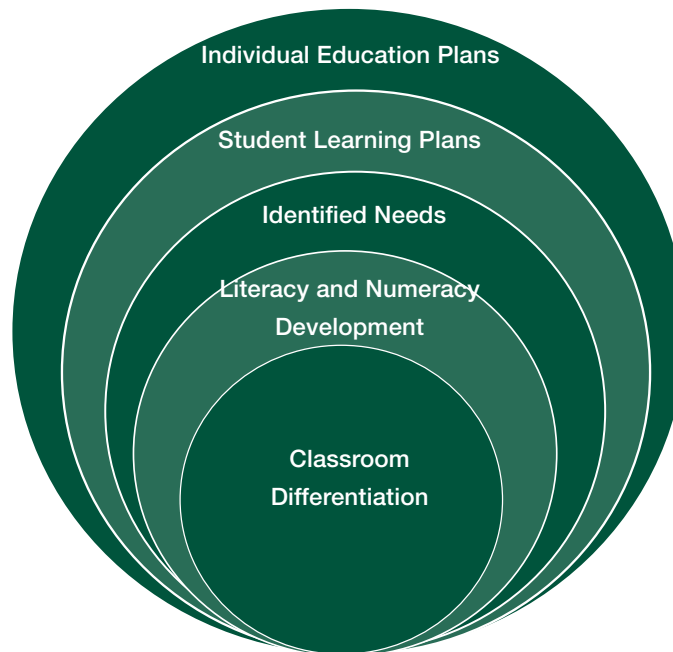 Individual Education Plans
Student Learning Plans
Identified Needs
Literacy and Numeracy
Development
Classroom
Differentiation